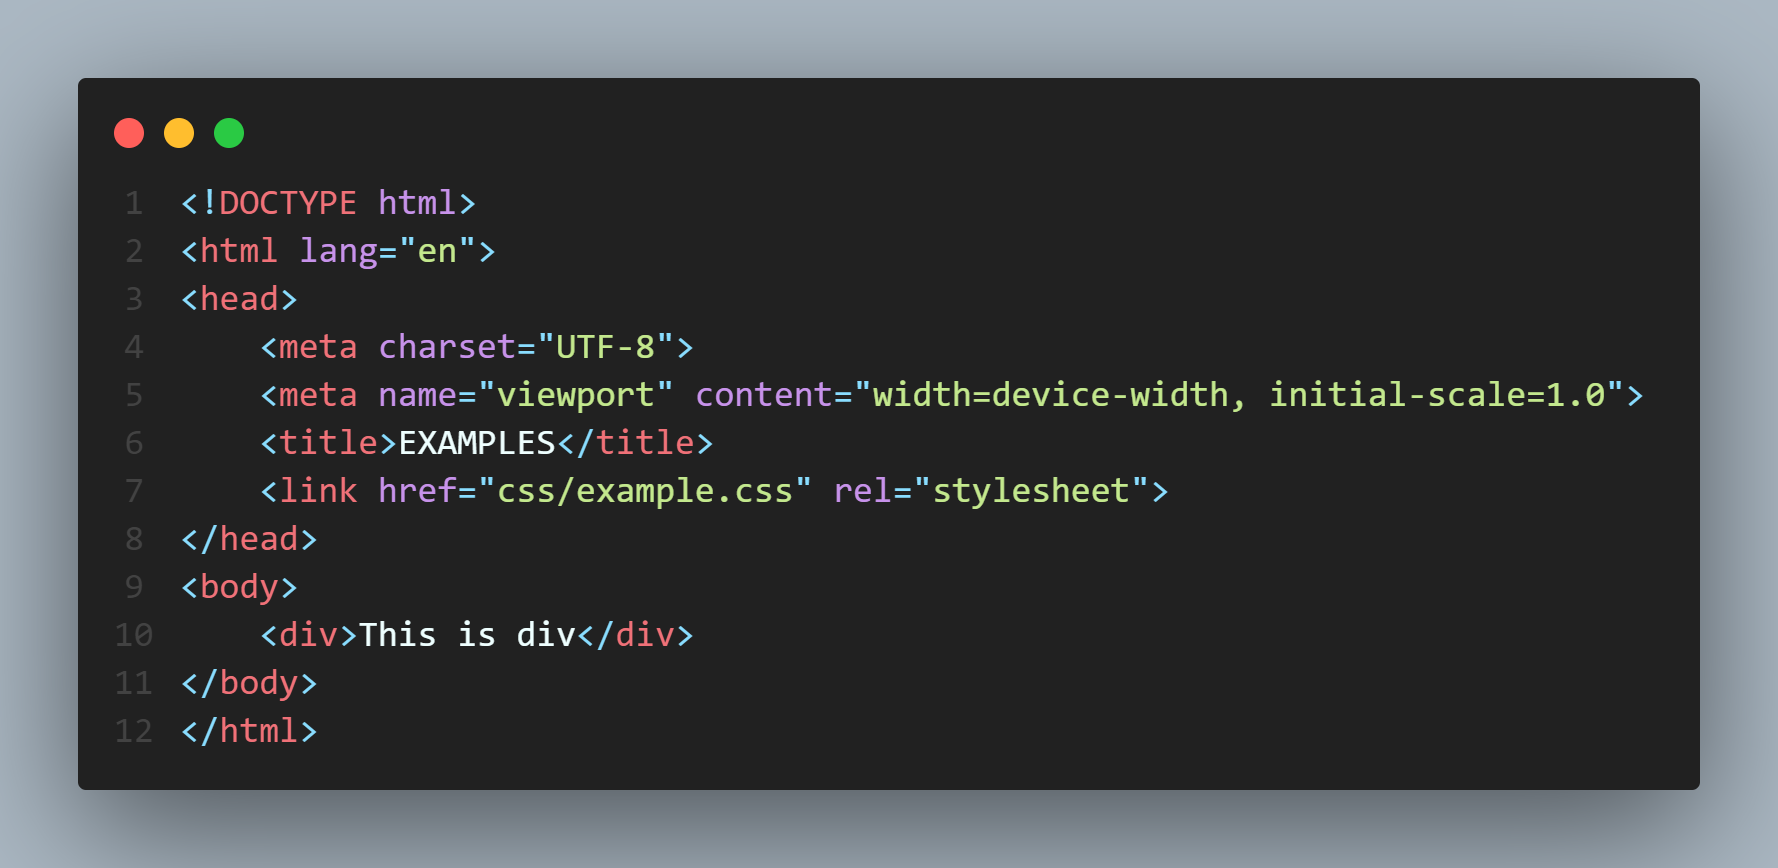 1 <!DOCTYPE html>
2 <html lang="en">
3 <head>
4     <meta charset="UTF-8">
5     <meta name="viewport" content="width=device-width, initial-scale=1.0">
6     <title>EXAMPLES</title>
7     <link href="css/example.css" rel="stylesheet">
8 </head>
9 <body>
10     <div>This is div</div>
11 </body>
12 </html>